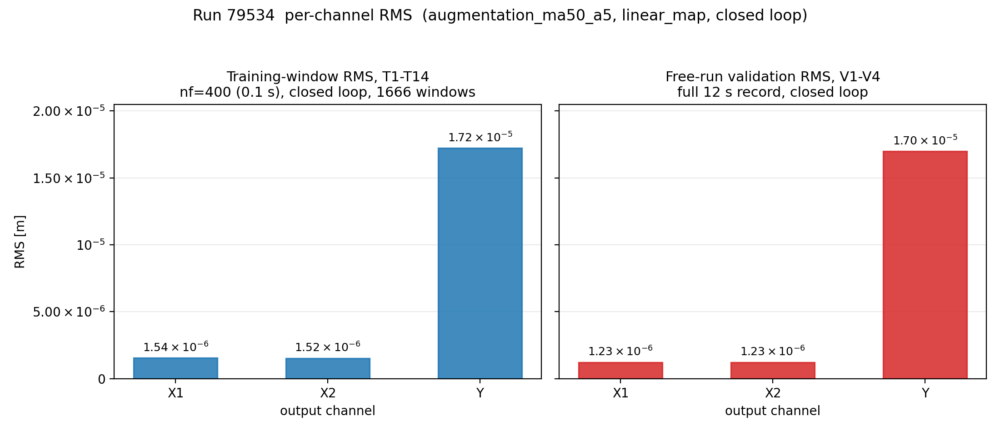 Run 79534  per-channel RMS  (augmentation_ma50_a5, linear_map, closed loop)
Training-window RMS, T1-T14
nf=400 (0.1 s), closed loop, 1666 windows
RMS [m]
2.00 × 10⁻⁵
1.50 × 10⁻⁵
10⁻⁵
5.00 × 10⁻⁶
0
1.54 × 10⁻⁶
1.52 × 10⁻⁶
1.72 × 10⁻⁵
X1
X2
Y
output channel
Free-run validation RMS, V1-V4
full 12 s record, closed loop
1.23 × 10⁻⁶
1.23 × 10⁻⁶
1.70 × 10⁻⁵
X1
X2
Y
output channel